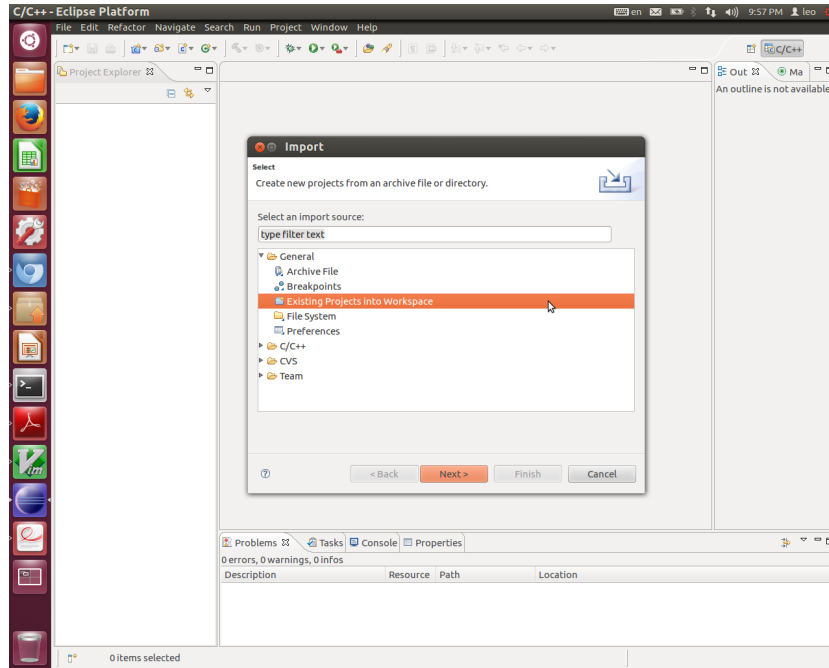 C/C++ - Eclipse Platform
en
9:57 PM
leo
File Edit Refactor Navigate Search Run Project Window Help
C/C++
Project Explorer
Out
Ma
An outline is not available
Import
Select
Create new projects from an archive file or directory.
Select an import source:
type filter text
General
Archive File
Breakpoints
Existing Projects into Workspace
File System
Preferences
C/C++
CVS
Team
< Back
Next >
Finish
Cancel
Problems
Tasks
Console
Properties
0 errors, 0 warnings, 0 infos
Description
Resource
Path
Location
0 items selected
Vim